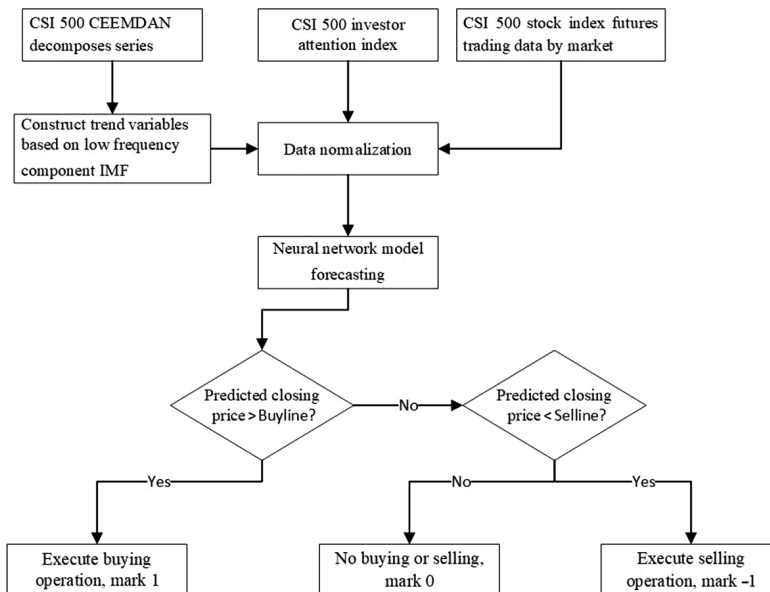 CSI 500 CEEMDAN
decomposes series
CSI 500 investor
attention index
CSI 500 stock index futures
trading data by market
Construct trend variables
based on low frequency
component IMF
Data normalization
Neural network model
forecasting
Predicted closing
price > Buyline?
No
Predicted closing
price < Selline?
Yes
No
Yes
Execute buying
operation, mark 1
No buying or selling,
mark 0
Execute selling
operation, mark –1